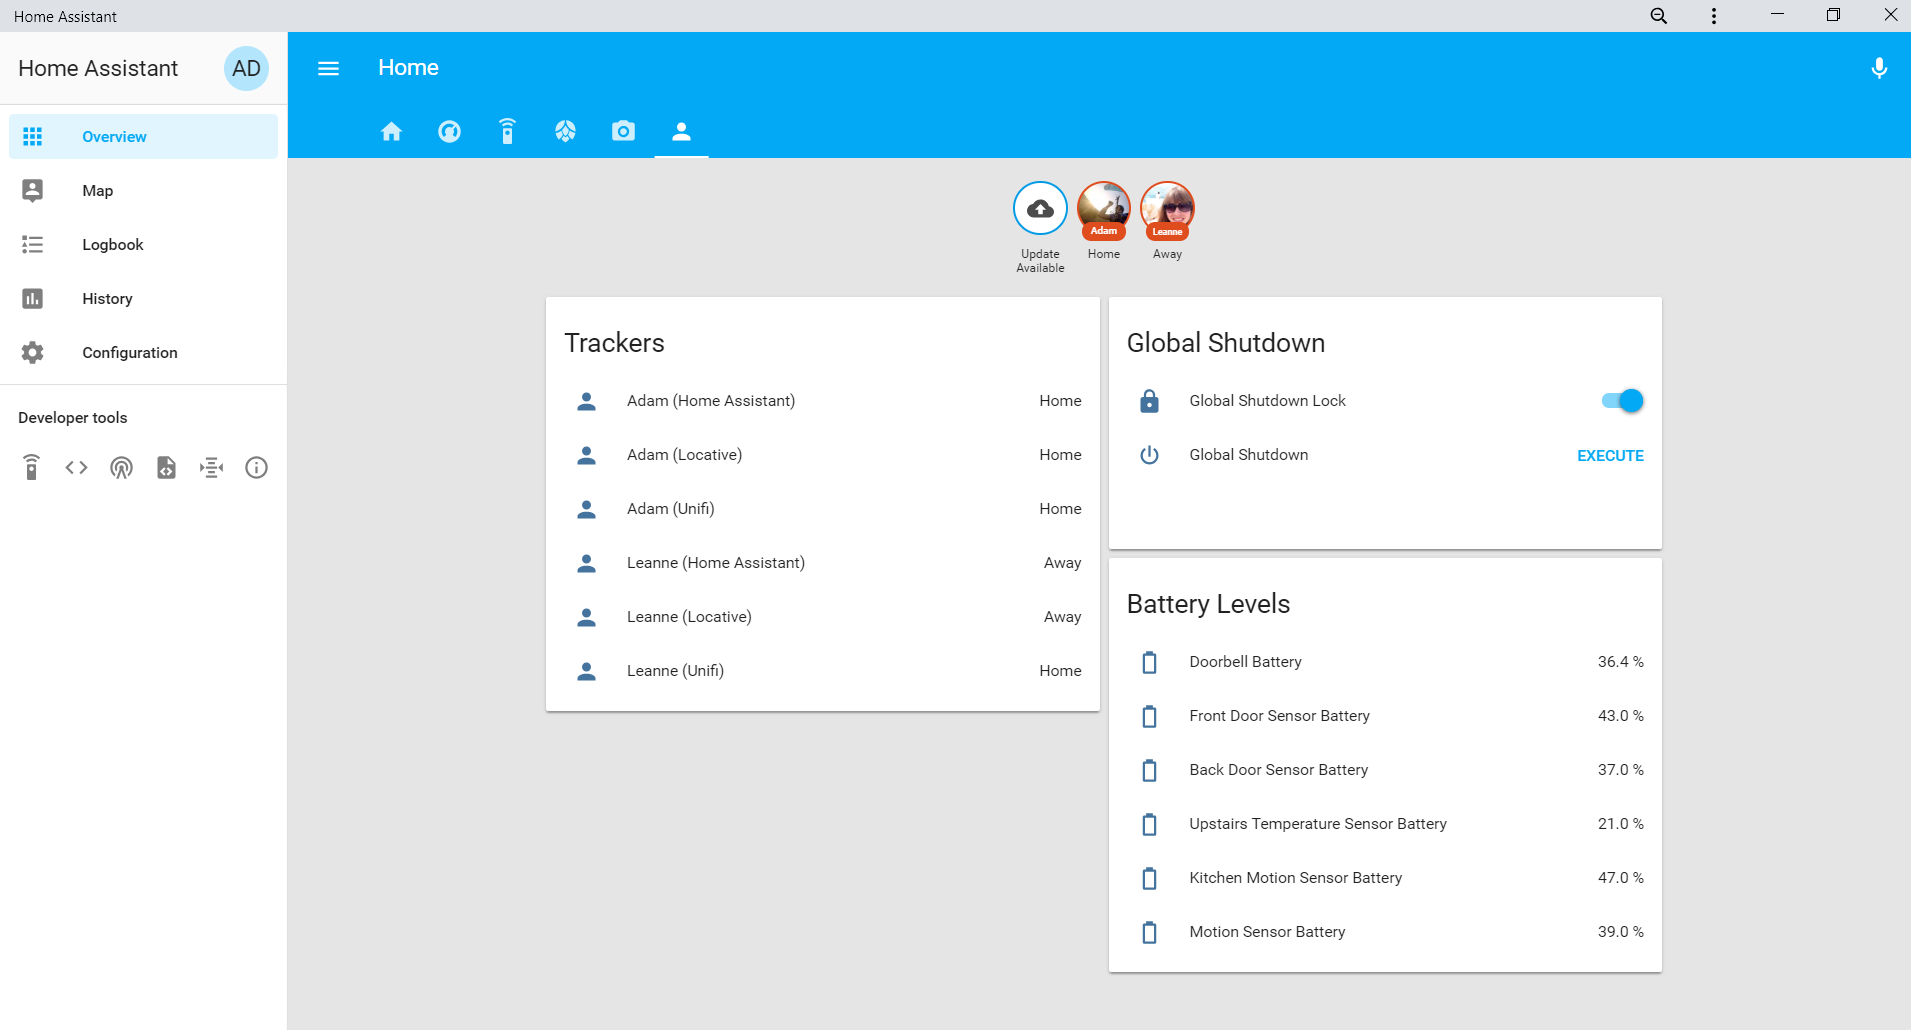 Home Assistant
Home Assistant
AD
Home
Overview
Map
Logbook
History
Configuration
Developer tools
Adam
Leanne
Update
Available
Home
Away
Trackers
Adam (Home Assistant) Home
Adam (Locative) Home
Adam (Unifi) Home
Leanne (Home Assistant) Away
Leanne (Locative) Away
Leanne (Unifi) Home
Global Shutdown
Global Shutdown Lock
Global Shutdown EXECUTE
Battery Levels
Doorbell Battery 36.4 %
Front Door Sensor Battery 43.0 %
Back Door Sensor Battery 37.0 %
Upstairs Temperature Sensor Battery 21.0 %
Kitchen Motion Sensor Battery 47.0 %
Motion Sensor Battery 39.0 %